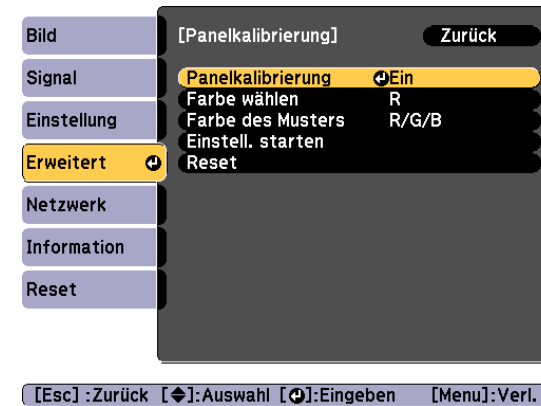 Bild
Signal
Einstellung
Erweitert
Netzwerk
Information
Reset
[Panelkalibrierung] Zurück
Panelkalibrierung Ein
Farbe wählen R
Farbe des Musters R/G/B
Einstell. starten
Reset
[Esc] :Zurück [◆]:Auswahl [⏎]:Eingeben [Menu]:Verl.